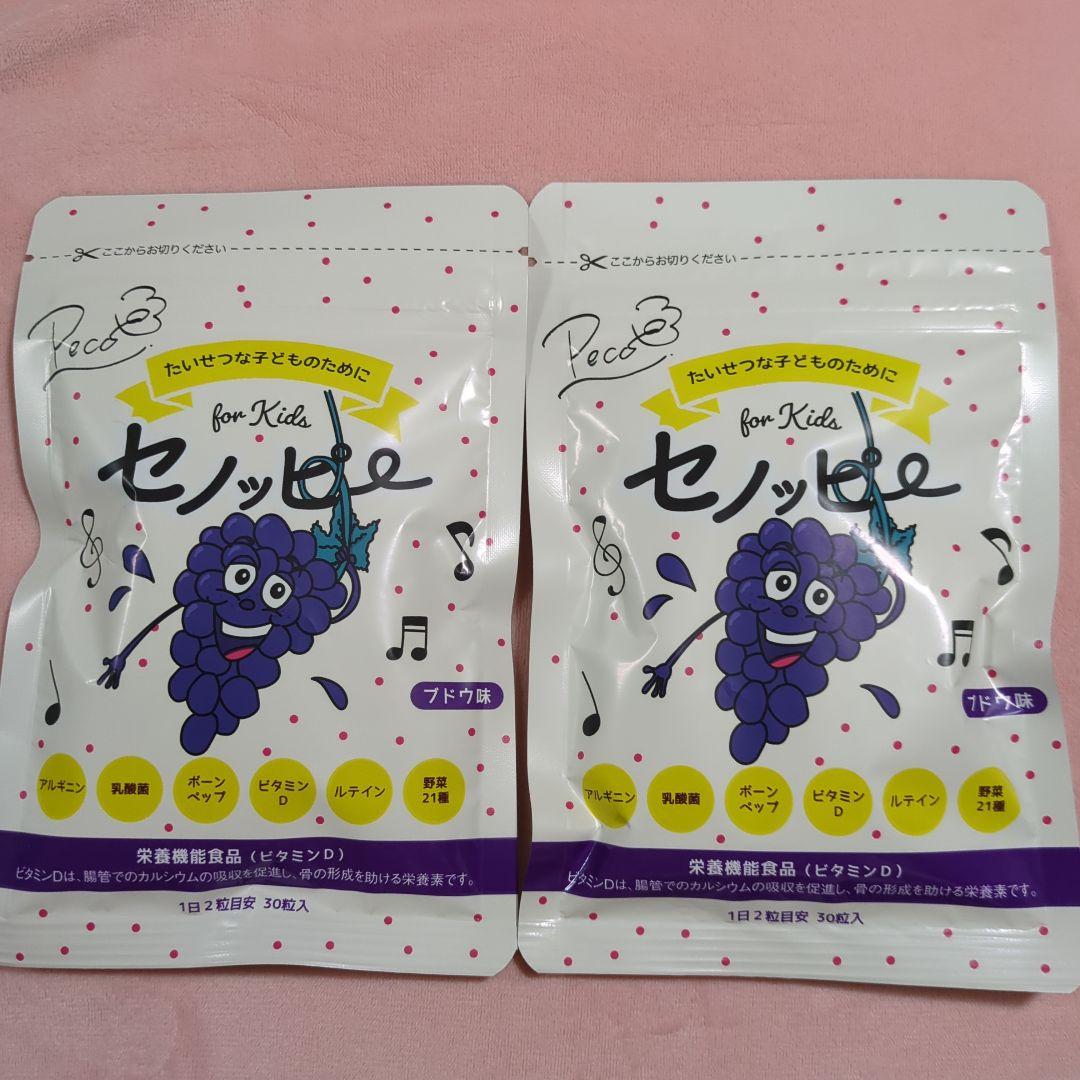 ここからお切りください
Peco
たいせつな子どものために
for Kids
セノッピー
ブドウ味
アルギニン
乳酸菌
ボーン
ペップ
ビタミン
D
ルテイン
野菜
21種
栄養機能食品（ビタミンD）
ビタミンDは、腸管でのカルシウムの吸収を促進し、骨の形成を助ける栄養素です。
1日2粒目安 30粒入
ここからお切りください
Peco
たいせつな子どものために
for Kids
セノッピー
ブドウ味
アルギニン
乳酸菌
ボーン
ペップ
ビタミン
D
ルテイン
野菜
21種
栄養機能食品（ビタミンD）
ビタミンDは、腸管でのカルシウムの吸収を促進し、骨の形成を助ける栄養素です。
1日2粒目安 30粒入